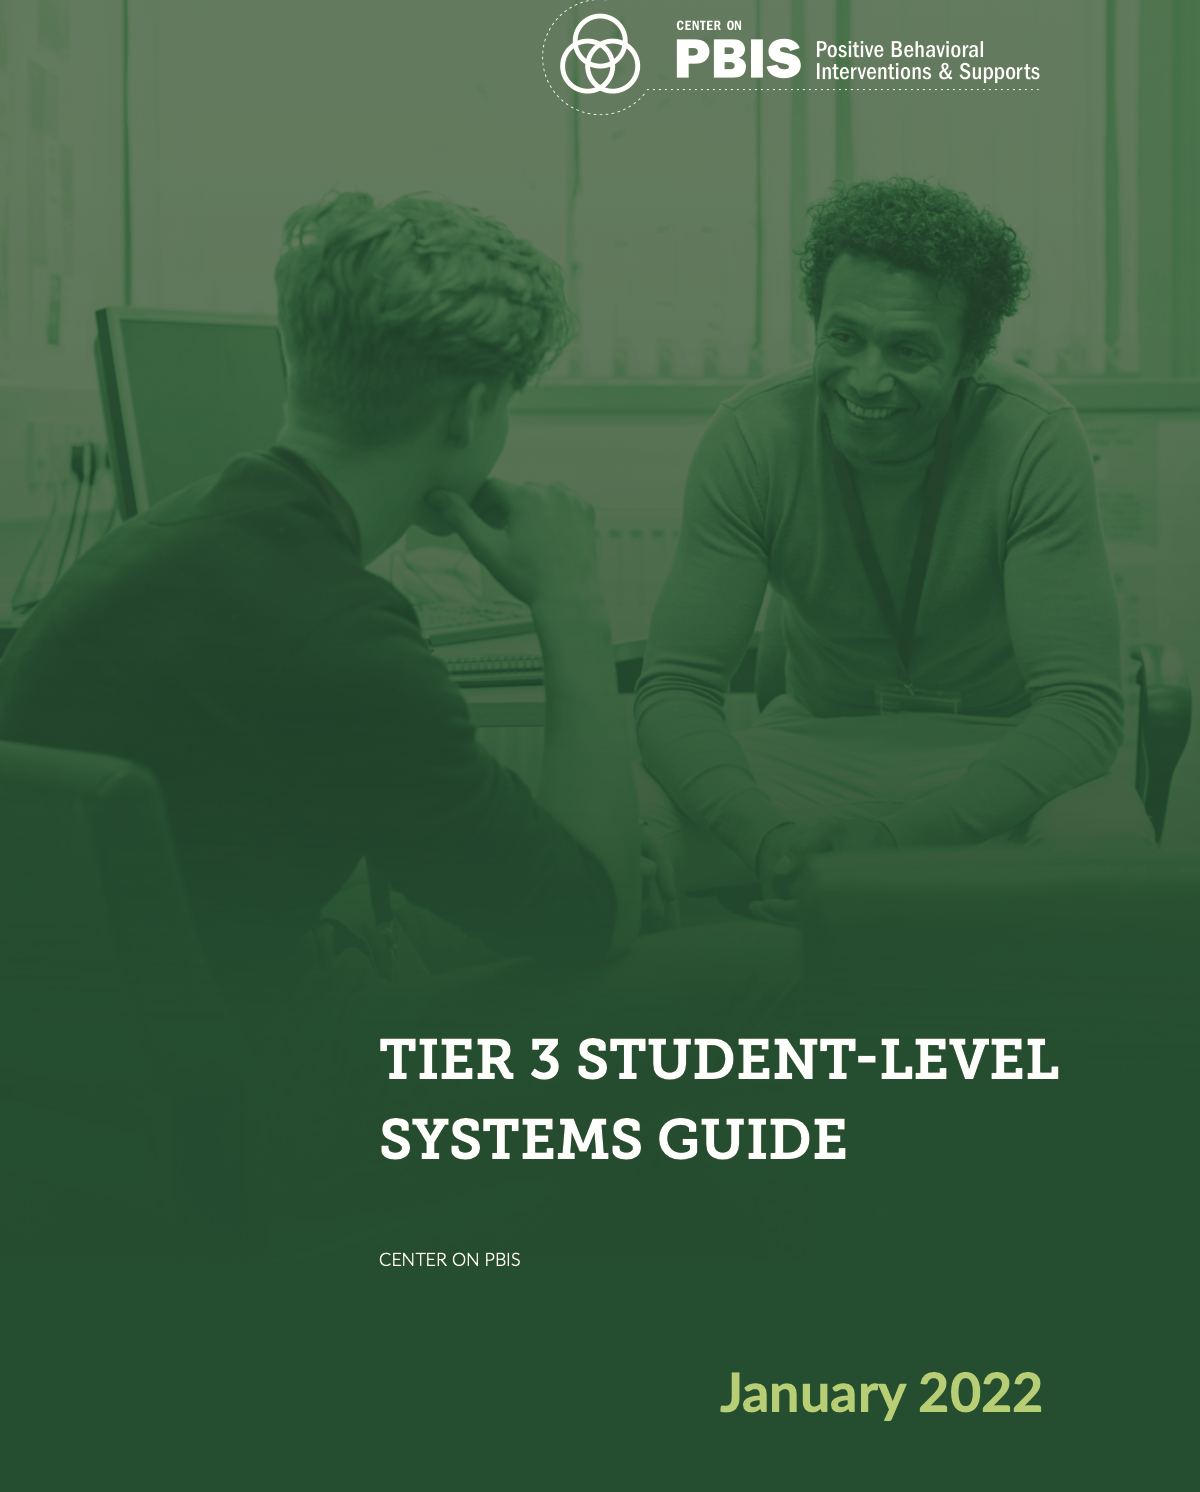 CENTER ON
PBIS
Positive Behavioral
Interventions & Supports
TIER 3 STUDENT-LEVEL
SYSTEMS GUIDE
CENTER ON PBIS
January 2022